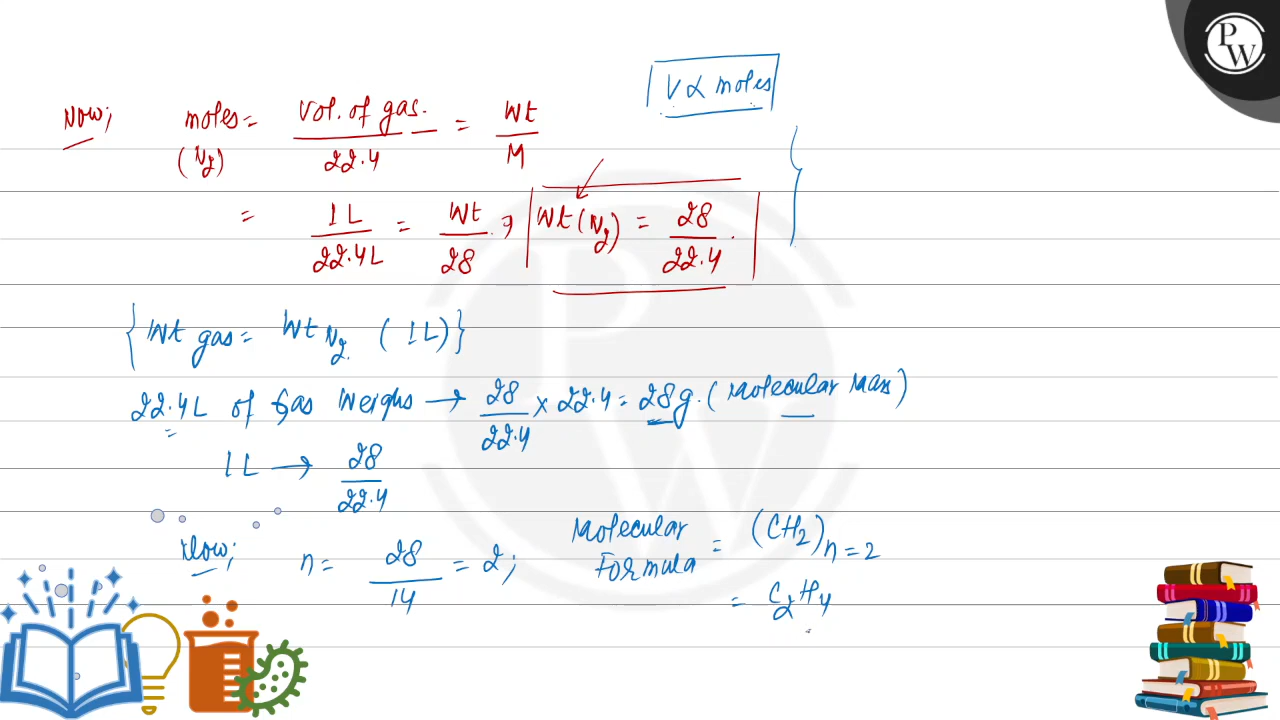 V ∝ moles
Now; moles = Vol. of gas. / 22.4 = Wt / M
(N2)
= 1L / 22.4L = Wt / 28 ⇒ Wt (N2) = 28 / 22.4
{ Wt gas = Wt N2 (1L) }
22.4L of Gas Weighs → 28 / 22.4 × 22.4 = 28g. (Molecular Mass)
1L → 28 / 22.4
Now; n = 28 / 14 = 2; Molecular Formula = (CH2)n=2
= C2H4
PW